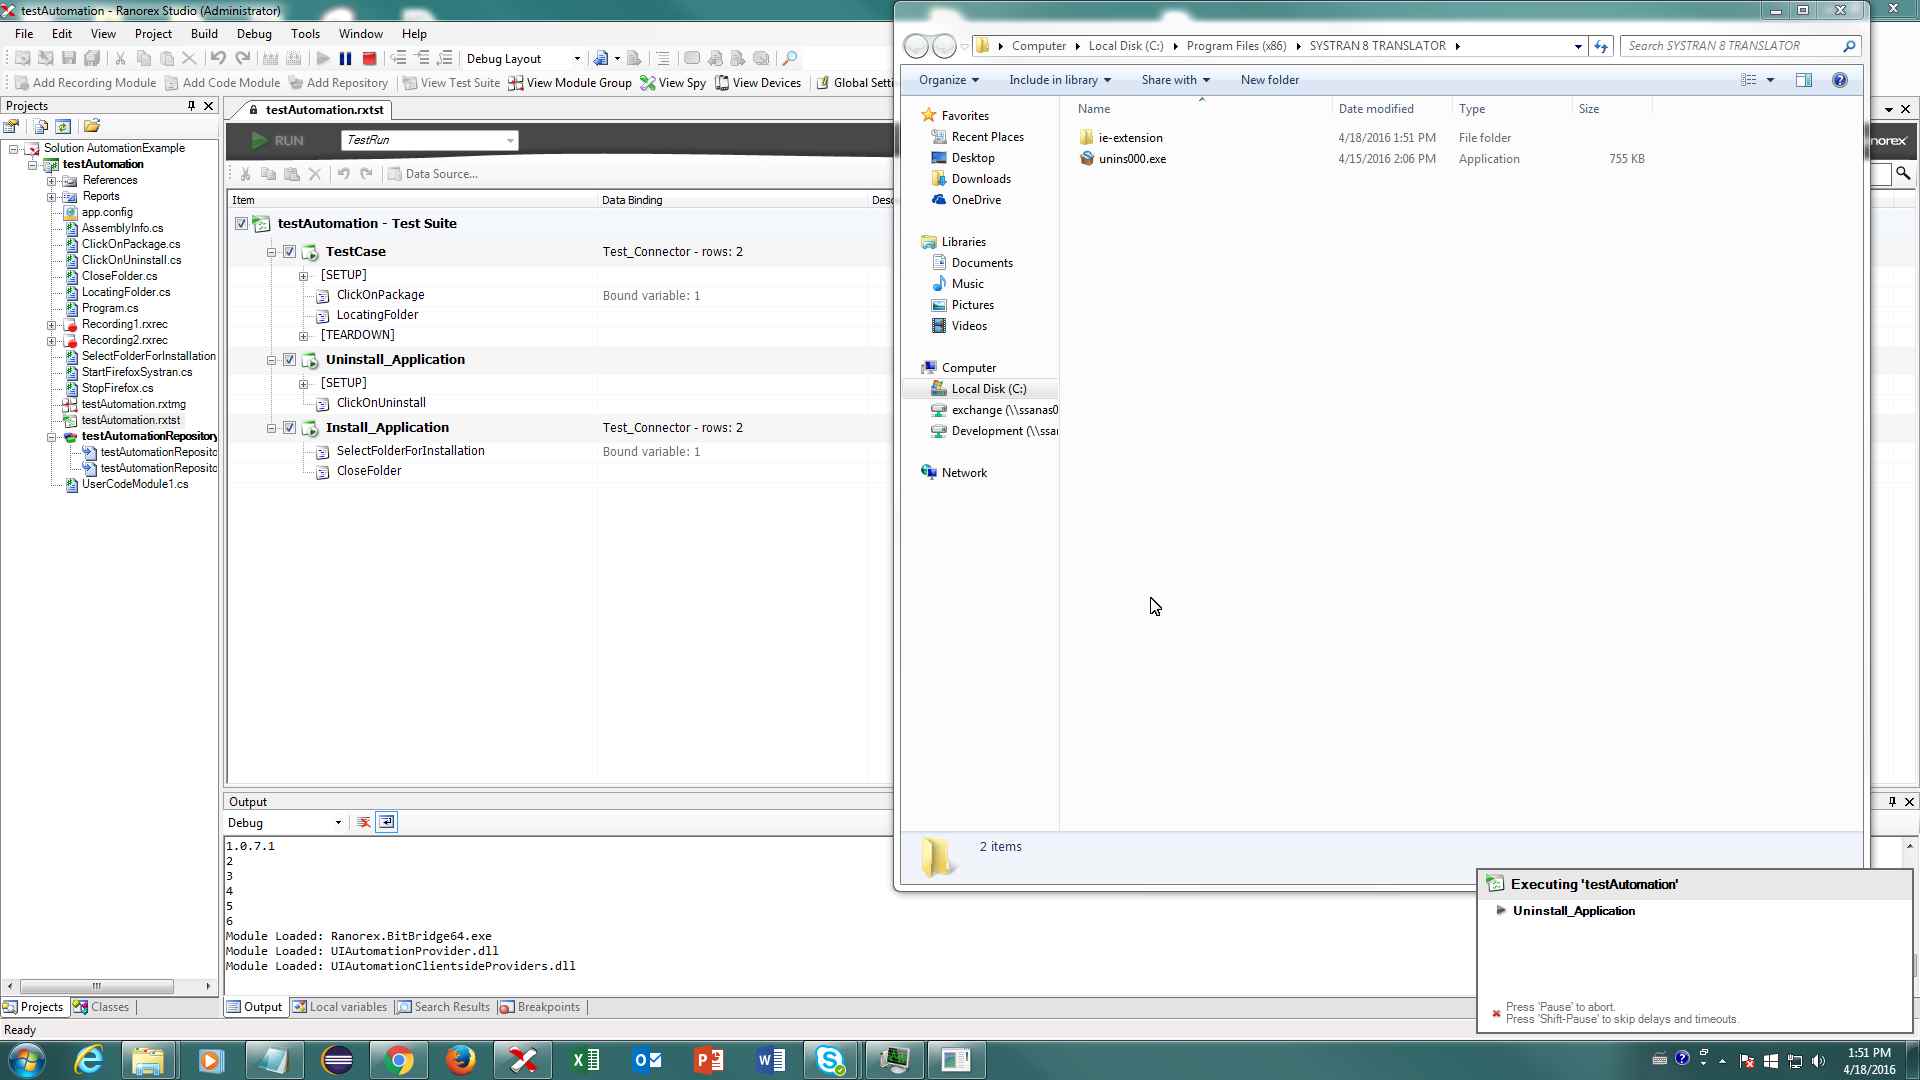 testAutomation - Ranorex Studio (Administrator)
File Edit View Project Build Debug Tools Window Help
Debug Layout
Add Recording Module Add Code Module Add Repository View Test Suite View Module Group View Spy View Devices Global Setti
Projects
Solution AutomationExample
testAutomation
References
Reports
app.config
AssemblyInfo.cs
ClickOnPackage.cs
ClickOnUninstall.cs
CloseFolder.cs
LocatingFolder.cs
Program.cs
Recording1.rxrec
Recording2.rxrec
SelectFolderForInstallation
StartFirefoxSystran.cs
StopFirefox.cs
testAutomation.rxtmg
testAutomation.rxtst
testAutomationRepository
testAutomationReposito
testAutomationReposito
UserCodeModule1.cs
Projects Classes
testAutomation.rxtst
RUN TestRun
Data Source...
Item Data Binding Desc
testAutomation - Test Suite
TestCase Test_Connector - rows: 2
[SETUP]
ClickOnPackage Bound variable: 1
LocatingFolder
[TEARDOWN]
Uninstall_Application
[SETUP]
ClickOnUninstall
Install_Application Test_Connector - rows: 2
SelectFolderForInstallation Bound variable: 1
CloseFolder
Output
Debug
1.0.7.1
2
3
4
5
6
Module Loaded: Ranorex.BitBridge64.exe
Module Loaded: UIAutomationProvider.dll
Module Loaded: UIAutomationClientsideProviders.dll
Output Local variables Search Results Breakpoints
Ready
Computer Local Disk (C:) Program Files (x86) SYSTRAN 8 TRANSLATOR Search SYSTRAN 8 TRANSLATOR
Organize Include in library Share with New folder
Favorites
Recent Places
Desktop
Downloads
OneDrive
Libraries
Documents
Music
Pictures
Videos
Computer
Local Disk (C:)
exchange (\\ssanas0
Development (\\ssa
Network
Name Date modified Type Size
ie-extension 4/18/2016 1:51 PM File folder
unins000.exe 4/15/2016 2:06 PM Application 755 KB
2 items
norex
Executing 'testAutomation'
Uninstall_Application
Press 'Pause' to abort.
Press 'Shift-Pause' to skip delays and timeouts.
1:51 PM
4/18/2016